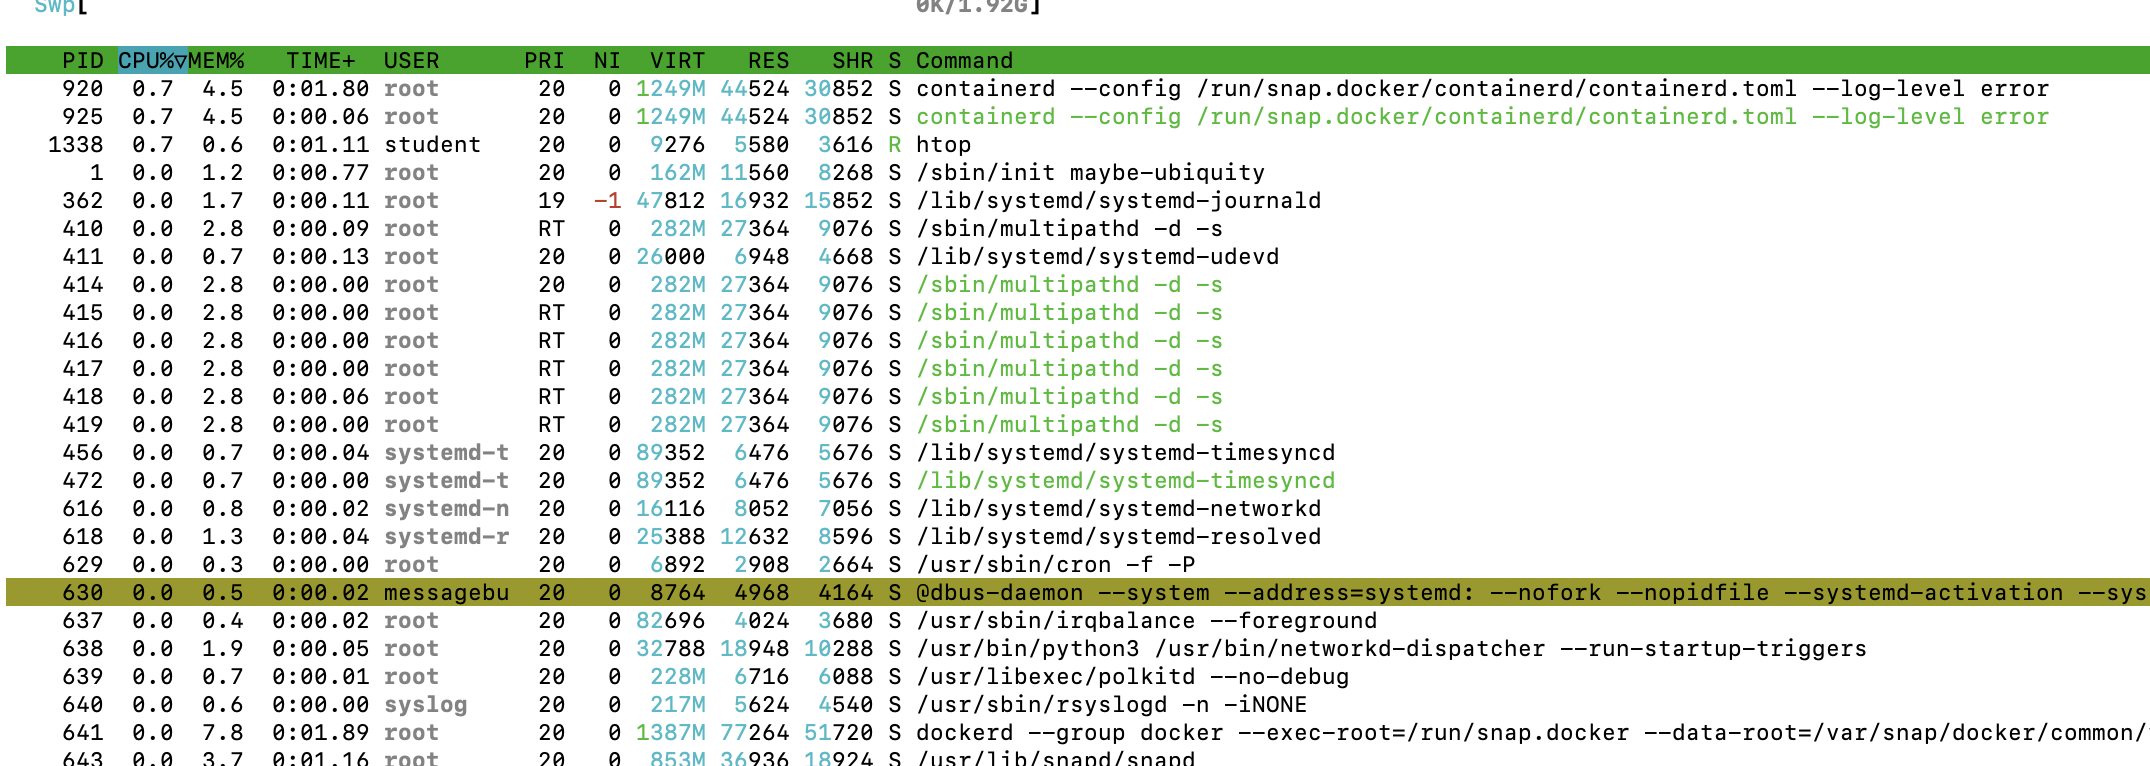 Swp[ 0K/1.92G]
PID CPU%▽MEM% TIME+ USER PRI NI VIRT RES SHR S Command
920 0.7 4.5 0:01.80 root 20 0 1249M 44524 30852 S containerd --config /run/snap.docker/containerd/containerd.toml --log-level error
925 0.7 4.5 0:00.06 root 20 0 1249M 44524 30852 S containerd --config /run/snap.docker/containerd/containerd.toml --log-level error
1338 0.7 0.6 0:01.11 student 20 0 9276 5580 3616 R htop
1 0.0 1.2 0:00.77 root 20 0 162M 11560 8268 S /sbin/init maybe-ubiquity
362 0.0 1.7 0:00.11 root 19 -1 47812 16932 15852 S /lib/systemd/systemd-journald
410 0.0 2.8 0:00.09 root RT 0 282M 27364 9076 S /sbin/multipathd -d -s
411 0.0 0.7 0:00.13 root 20 0 26000 6948 4668 S /lib/systemd/systemd-udevd
414 0.0 2.8 0:00.00 root 20 0 282M 27364 9076 S /sbin/multipathd -d -s
415 0.0 2.8 0:00.00 root RT 0 282M 27364 9076 S /sbin/multipathd -d -s
416 0.0 2.8 0:00.00 root RT 0 282M 27364 9076 S /sbin/multipathd -d -s
417 0.0 2.8 0:00.00 root RT 0 282M 27364 9076 S /sbin/multipathd -d -s
418 0.0 2.8 0:00.06 root RT 0 282M 27364 9076 S /sbin/multipathd -d -s
419 0.0 2.8 0:00.00 root RT 0 282M 27364 9076 S /sbin/multipathd -d -s
456 0.0 0.7 0:00.04 systemd-t 20 0 89352 6476 5676 S /lib/systemd/systemd-timesyncd
472 0.0 0.7 0:00.00 systemd-t 20 0 89352 6476 5676 S /lib/systemd/systemd-timesyncd
616 0.0 0.8 0:00.02 systemd-n 20 0 16116 8052 7056 S /lib/systemd/systemd-networkd
618 0.0 1.3 0:00.04 systemd-r 20 0 25388 12632 8596 S /lib/systemd/systemd-resolved
629 0.0 0.3 0:00.00 root 20 0 6892 2908 2664 S /usr/sbin/cron -f -P
630 0.0 0.5 0:00.02 messagebu 20 0 8764 4968 4164 S @dbus-daemon --system --address=systemd: --nofork --nopidfile --systemd-activation --sys
637 0.0 0.4 0:00.02 root 20 0 82696 4024 3680 S /usr/sbin/irqbalance --foreground
638 0.0 1.9 0:00.05 root 20 0 32788 18948 10288 S /usr/bin/python3 /usr/bin/networkd-dispatcher --run-startup-triggers
639 0.0 0.7 0:00.01 root 20 0 228M 6716 6088 S /usr/libexec/polkitd --no-debug
640 0.0 0.6 0:00.00 syslog 20 0 217M 5624 4540 S /usr/sbin/rsyslogd -n -iNONE
641 0.0 7.8 0:01.89 root 20 0 1387M 77264 51720 S dockerd --group docker --exec-root=/run/snap.docker --data-root=/var/snap/docker/common/
643 0.0 3.7 0:01.16 root 20 0 853M 36936 18924 S /usr/lib/snapd/snapd